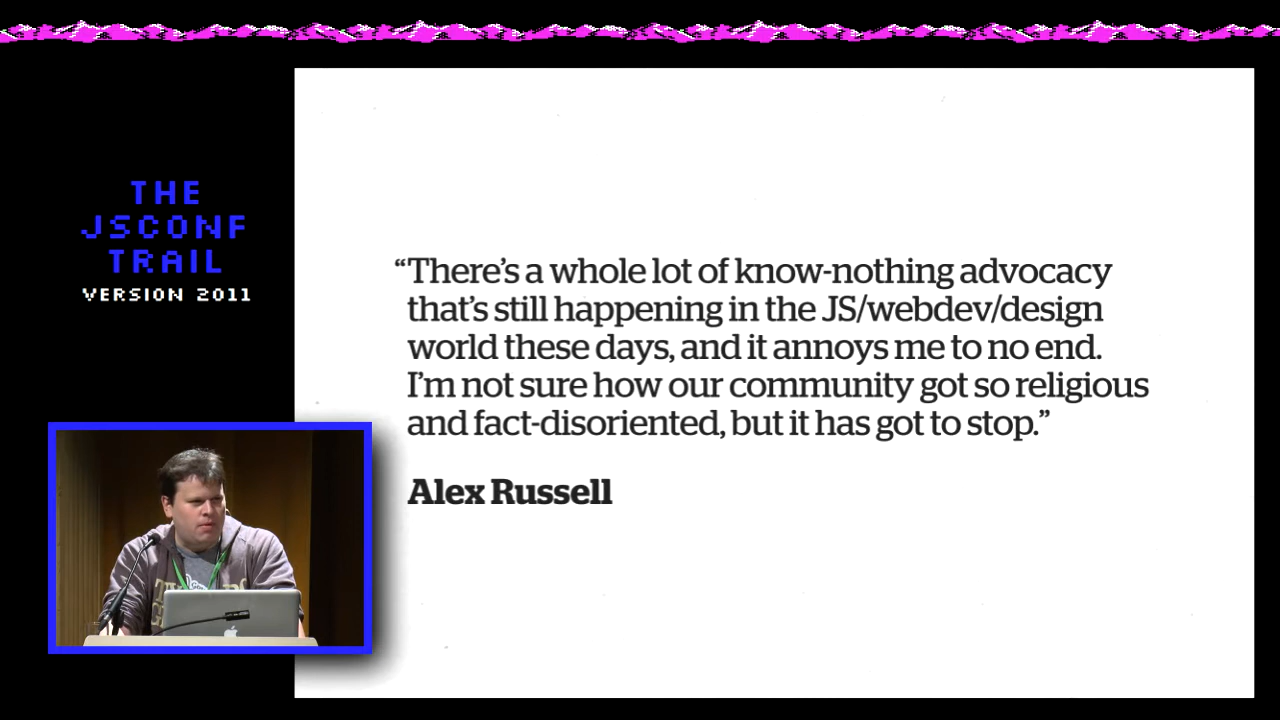 THE
JSCONF
TRAIL
VERSION 2011
“There’s a whole lot of know-nothing advocacy
that’s still happening in the JS/webdev/design
world these days, and it annoys me to no end.
I’m not sure how our community got so religious
and fact-disoriented, but it has got to stop.”
Alex Russell